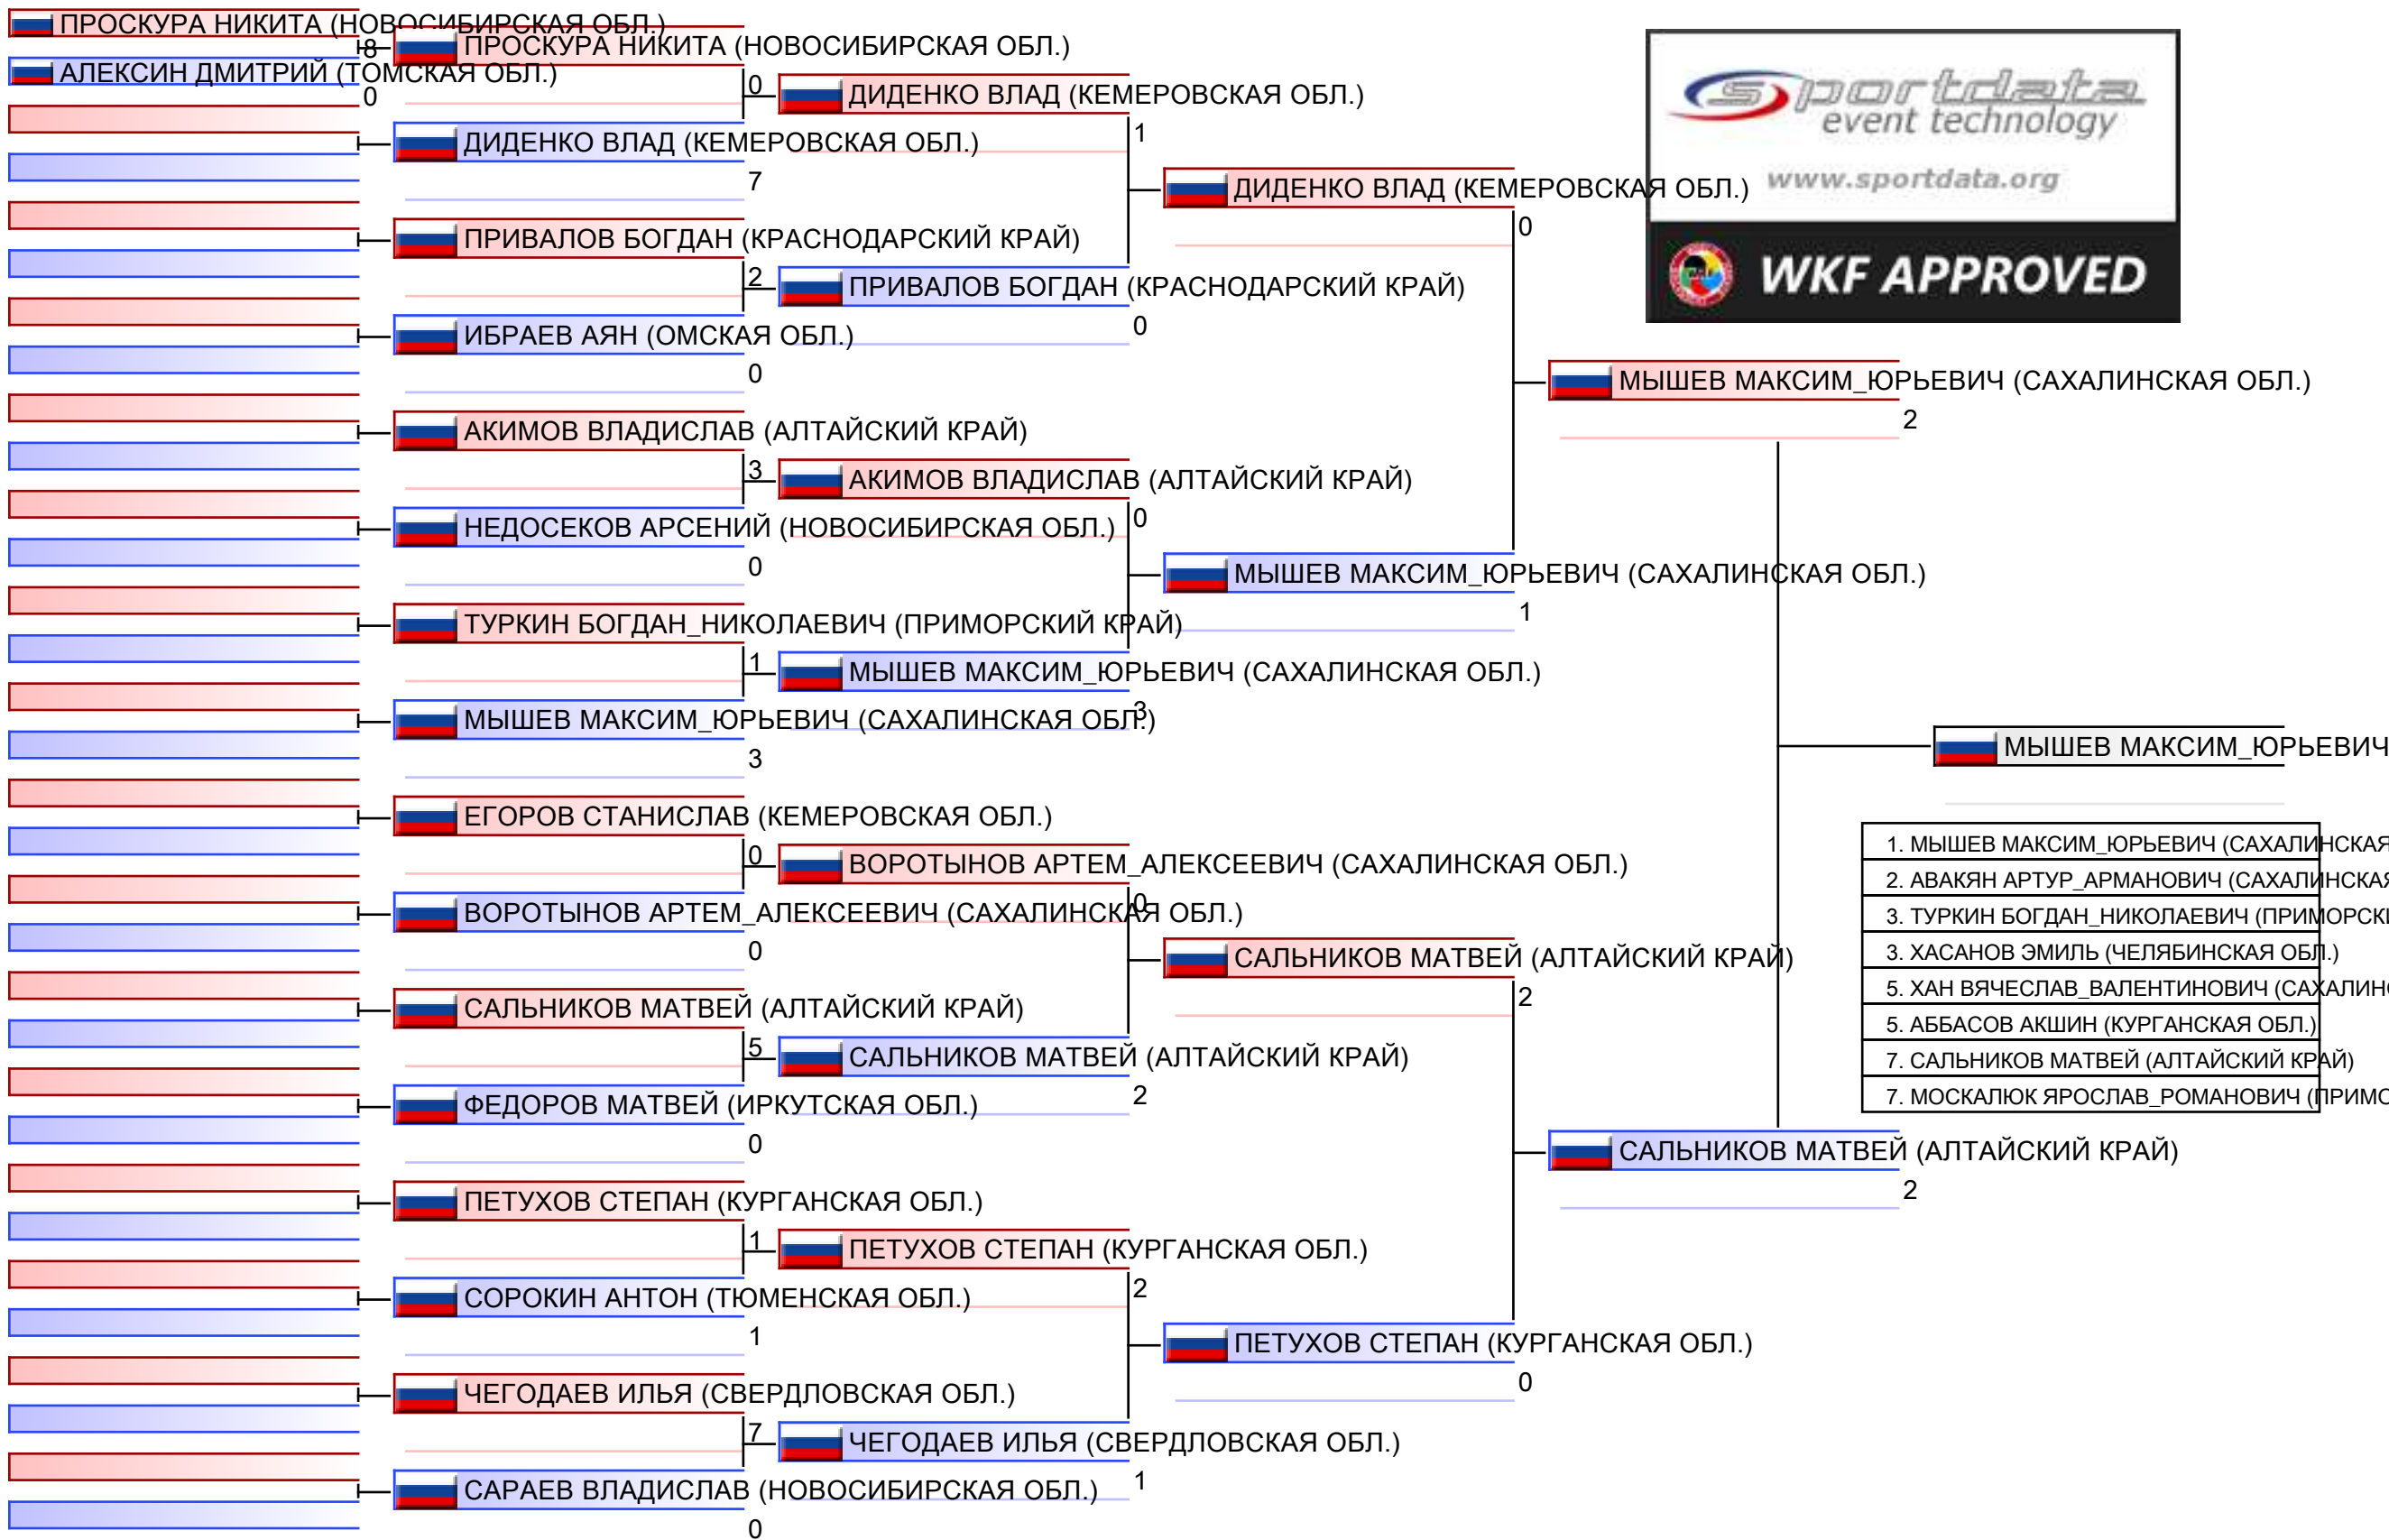 ПРОСКУРА НИКИТА (НОВОСИБИРСКАЯ ОБЛ.)
8
АЛЕКСИН ДМИТРИЙ (ТОМСКАЯ ОБЛ.)
0
ПРОСКУРА НИКИТА (НОВОСИБИРСКАЯ ОБЛ.)
0
ДИДЕНКО ВЛАД (КЕМЕРОВСКАЯ ОБЛ.)
7
ПРИВАЛОВ БОГДАН (КРАСНОДАРСКИЙ КРАЙ)
2
ИБРАЕВ АЯН (ОМСКАЯ ОБЛ.)
0
АКИМОВ ВЛАДИСЛАВ (АЛТАЙСКИЙ КРАЙ)
3
НЕДОСЕКОВ АРСЕНИЙ (НОВОСИБИРСКАЯ ОБЛ.)
0
ТУРКИН БОГДАН_НИКОЛАЕВИЧ (ПРИМОРСКИЙ КРАЙ)
1
МЫШЕВ МАКСИМ_ЮРЬЕВИЧ (САХАЛИНСКАЯ ОБЛ.)
3
ЕГОРОВ СТАНИСЛАВ (КЕМЕРОВСКАЯ ОБЛ.)
0
ВОРОТЫНОВ АРТЕМ_АЛЕКСЕЕВИЧ (САХАЛИНСКАЯ ОБЛ.)
0
САЛЬНИКОВ МАТВЕЙ (АЛТАЙСКИЙ КРАЙ)
5
ФЕДОРОВ МАТВЕЙ (ИРКУТСКАЯ ОБЛ.)
0
ПЕТУХОВ СТЕПАН (КУРГАНСКАЯ ОБЛ.)
1
СОРОКИН АНТОН (ТЮМЕНСКАЯ ОБЛ.)
1
ЧЕГОДАЕВ ИЛЬЯ (СВЕРДЛОВСКАЯ ОБЛ.)
7
САРАЕВ ВЛАДИСЛАВ (НОВОСИБИРСКАЯ ОБЛ.)
0
ДИДЕНКО ВЛАД (КЕМЕРОВСКАЯ ОБЛ.)
1
ПРИВАЛОВ БОГДАН (КРАСНОДАРСКИЙ КРАЙ)
0
АКИМОВ ВЛАДИСЛАВ (АЛТАЙСКИЙ КРАЙ)
0
МЫШЕВ МАКСИМ_ЮРЬЕВИЧ (САХАЛИНСКАЯ ОБЛ.)
3
ВОРОТЫНОВ АРТЕМ_АЛЕКСЕЕВИЧ (САХАЛИНСКАЯ ОБЛ.)
0
САЛЬНИКОВ МАТВЕЙ (АЛТАЙСКИЙ КРАЙ)
2
ПЕТУХОВ СТЕПАН (КУРГАНСКАЯ ОБЛ.)
2
ЧЕГОДАЕВ ИЛЬЯ (СВЕРДЛОВСКАЯ ОБЛ.)
1
ДИДЕНКО ВЛАД (КЕМЕРОВСКАЯ ОБЛ.)
0
МЫШЕВ МАКСИМ_ЮРЬЕВИЧ (САХАЛИНСКАЯ ОБЛ.)
1
САЛЬНИКОВ МАТВЕЙ (АЛТАЙСКИЙ КРАЙ)
2
ПЕТУХОВ СТЕПАН (КУРГАНСКАЯ ОБЛ.)
0
МЫШЕВ МАКСИМ_ЮРЬЕВИЧ (САХАЛИНСКАЯ ОБЛ.)
2
САЛЬНИКОВ МАТВЕЙ (АЛТАЙСКИЙ КРАЙ)
2
sportdata
event technology
www.sportdata.org
WKF APPROVED
МЫШЕВ МАКСИМ_ЮРЬЕВИЧ
1. МЫШЕВ МАКСИМ_ЮРЬЕВИЧ (САХАЛИНСКАЯ
2. АВАКЯН АРТУР_АРМАНОВИЧ (САХАЛИНСКАЯ
3. ТУРКИН БОГДАН_НИКОЛАЕВИЧ (ПРИМОРСКИ
3. ХАСАНОВ ЭМИЛЬ (ЧЕЛЯБИНСКАЯ ОБЛ.)
5. ХАН ВЯЧЕСЛАВ_ВАЛЕНТИНОВИЧ (САХАЛИНС
5. АББАСОВ АКШИН (КУРГАНСКАЯ ОБЛ.)
7. САЛЬНИКОВ МАТВЕЙ (АЛТАЙСКИЙ КРАЙ)
7. МОСКАЛЮК ЯРОСЛАВ_РОМАНОВИЧ (ПРИМО